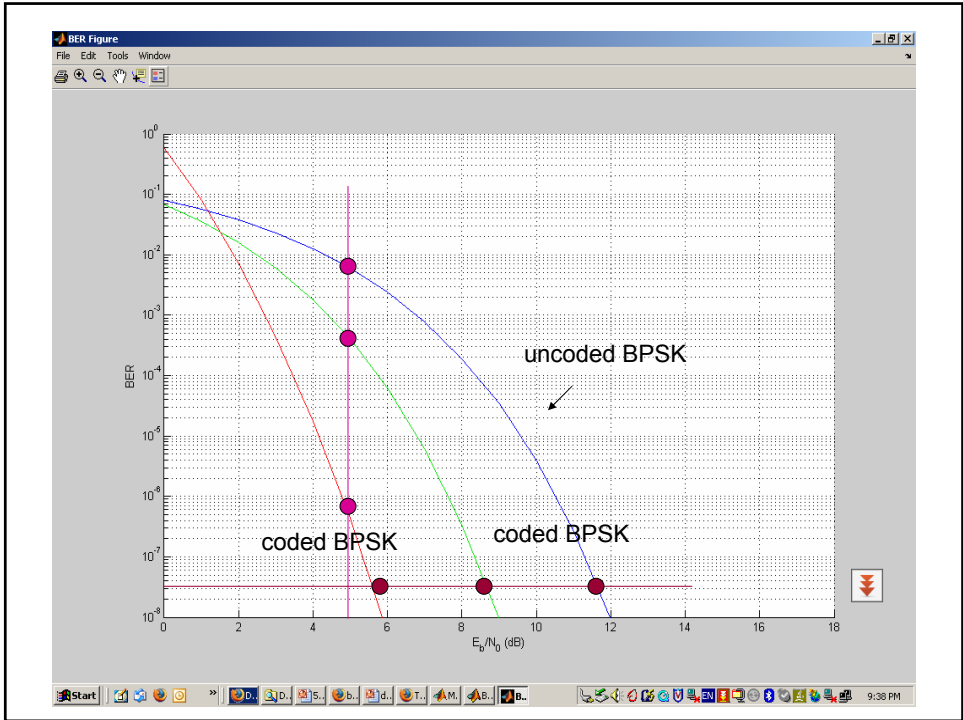 BER Figure
File Edit Tools Window
10^0
10^-1
10^-2
10^-3
10^-4
10^-5
10^-6
10^-7
10^-8
BER
uncoded BPSK
coded BPSK
coded BPSK
0 2 4 6 8 10 12 14 16 18
E_b/N_0 (dB)
Start » D.. D.. 5.. b.. d.. T.. M.. B.. B.. EN 9:38 PM